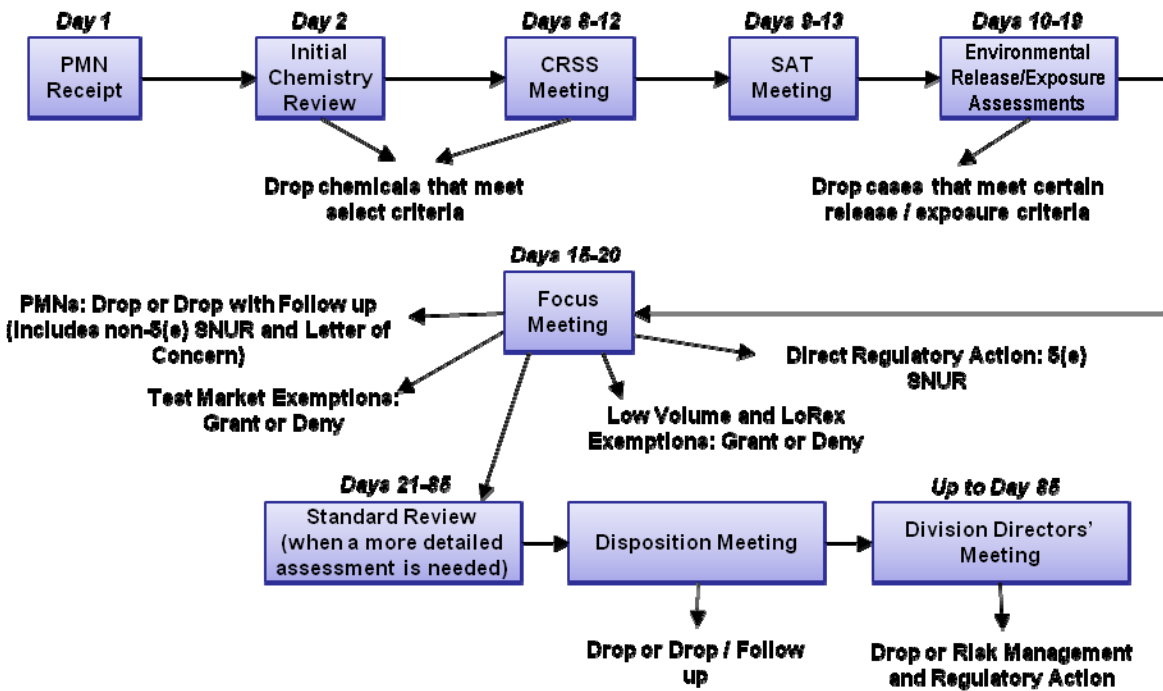 Day 1
PMN
Receipt
Day 2
Initial
Chemistry
Review
Days 8-12
CRSS
Meeting
Days 9-13
SAT
Meeting
Days 10-19
Environmental
Release/Exposure
Assessments
Drop chemicals that meet
select criteria
Drop cases that meet certain
release / exposure criteria
Days 15-20
Focus
Meeting
PMNs: Drop or Drop with Follow up
(Includes non-5(e) SNUR and Letter of
Concern)
Test Market Exemptions:
Grant or Deny
Low Volume and LoRex
Exemptions: Grant or Deny
Direct Regulatory Action: 5(e)
SNUR
Days 21-85
Standard Review
(when a more detailed
assessment is needed)
Disposition Meeting
Up to Day 85
Division Directors'
Meeting
Drop or Drop / Follow
up
Drop or Risk Management
and Regulatory Action